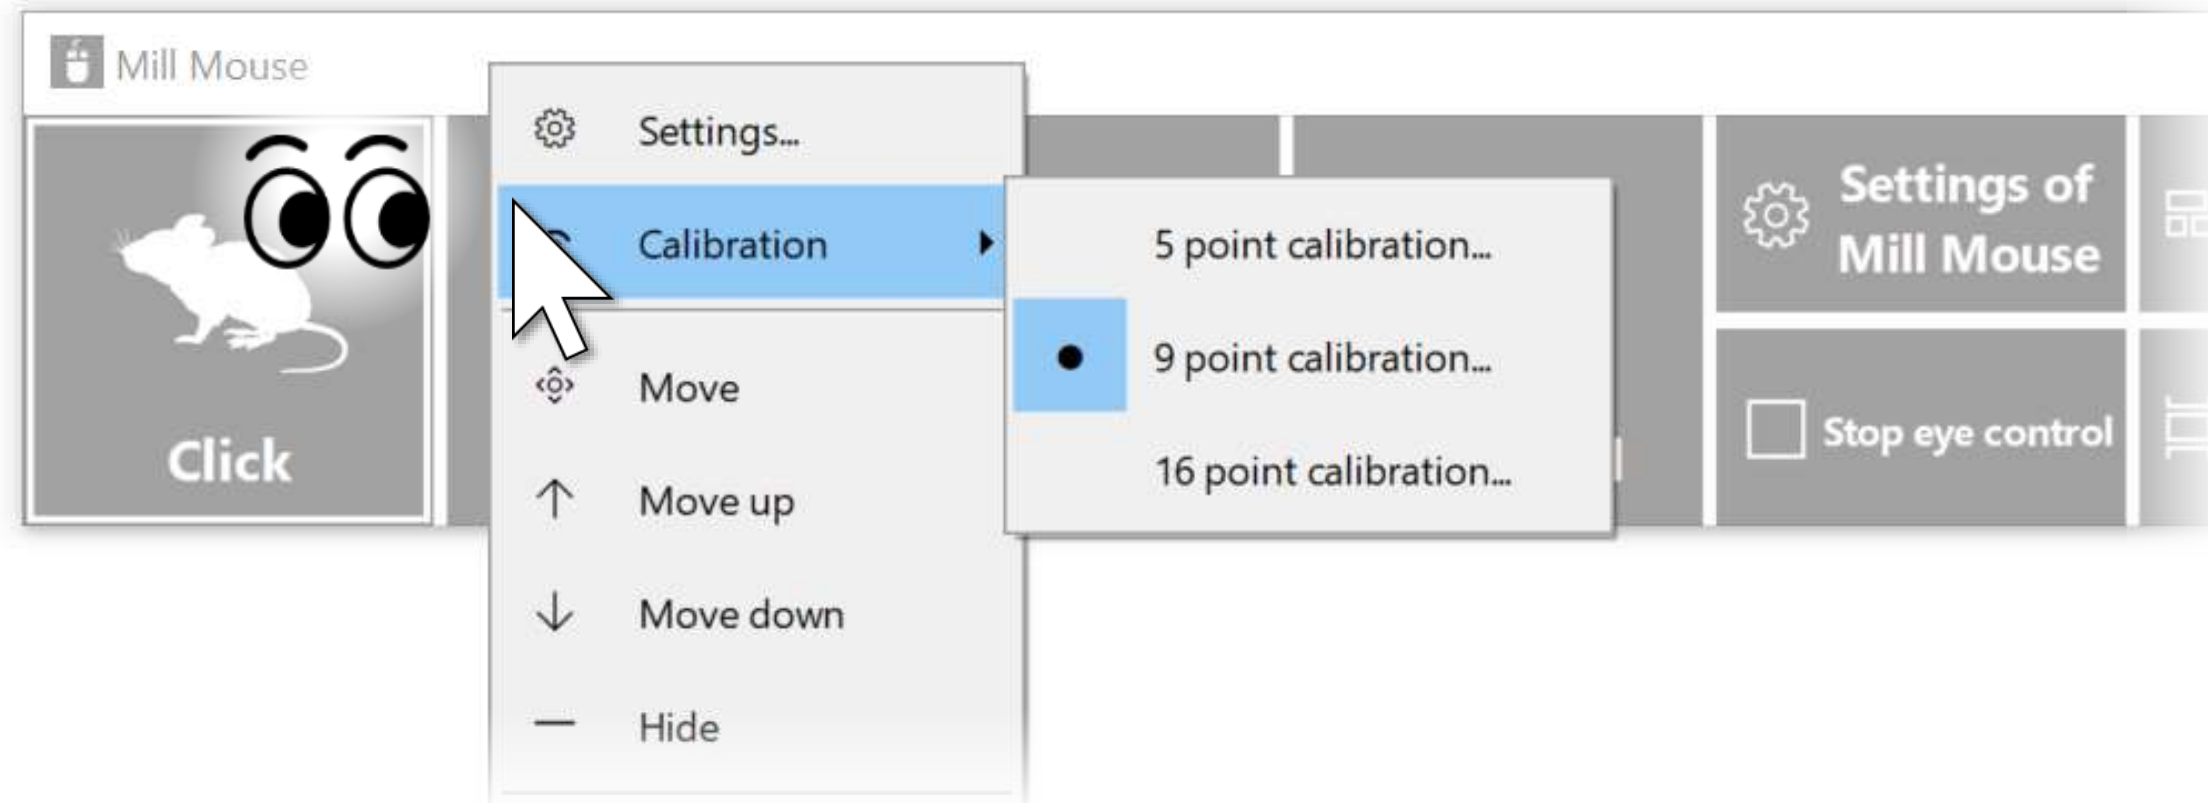 Mill Mouse
Click
Settings...
Calibration
Move
Move up
Move down
Hide
5 point calibration...
9 point calibration...
16 point calibration...
Settings of
Mill Mouse
Stop eye control